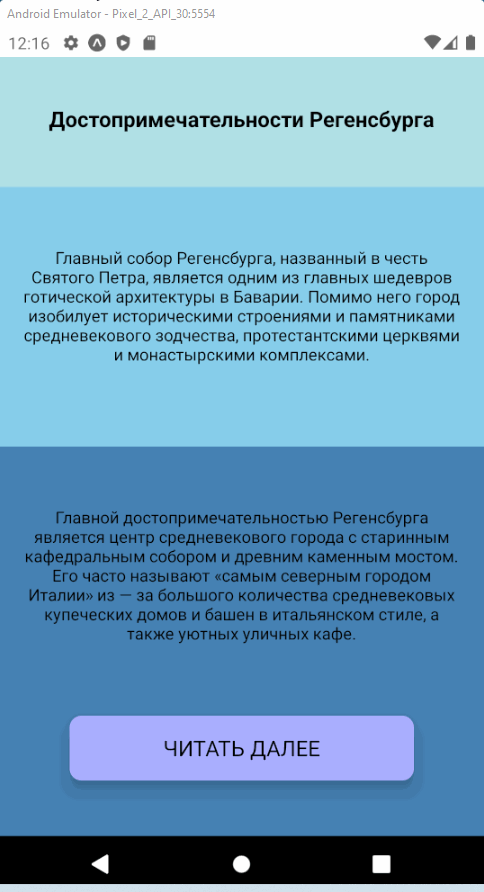 Android Emulator - Pixel_2_API_30:5554
12:16
Достопримечательности Регенсбурга
Главный собор Регенсбурга, названный в честь
Святого Петра, является одним из главных шедевров
готической архитектуры в Баварии. Помимо него город
изобилует историческими строениями и памятниками
средневекового зодчества, протестантскими церквями
и монастырскими комплексами.
Главной достопримечательностью Регенсбурга
является центр средневекового города с старинным
кафедральным собором и древним каменным мостом.
Его часто называют «самым северным городом
Италии» из — за большого количества средневековых
купеческих домов и башен в итальянском стиле, а
также уютных уличных кафе.
ЧИТАТЬ ДАЛЕЕ